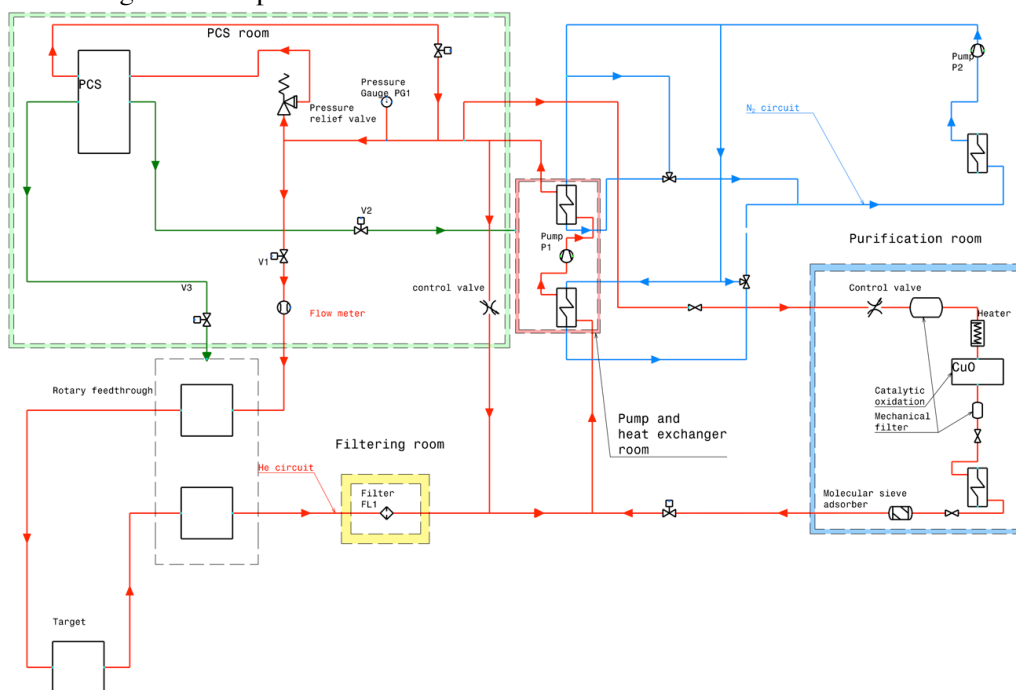 PCS room
PCS
Pressure
Gauge PG1
Pressure
relief valve
Pump
P2
N₂ circuit
V2
Pump
P1
Purification room
V1
V3
control valve
Flow meter
Control valve
Heater
CuO
Catalytic
oxidation
Mechanical
filter
Rotary feedthrough
Pump and
heat exchanger
room
Filtering room
He circuit
Filter
FL1
Molecular sieve
adsorber
Target